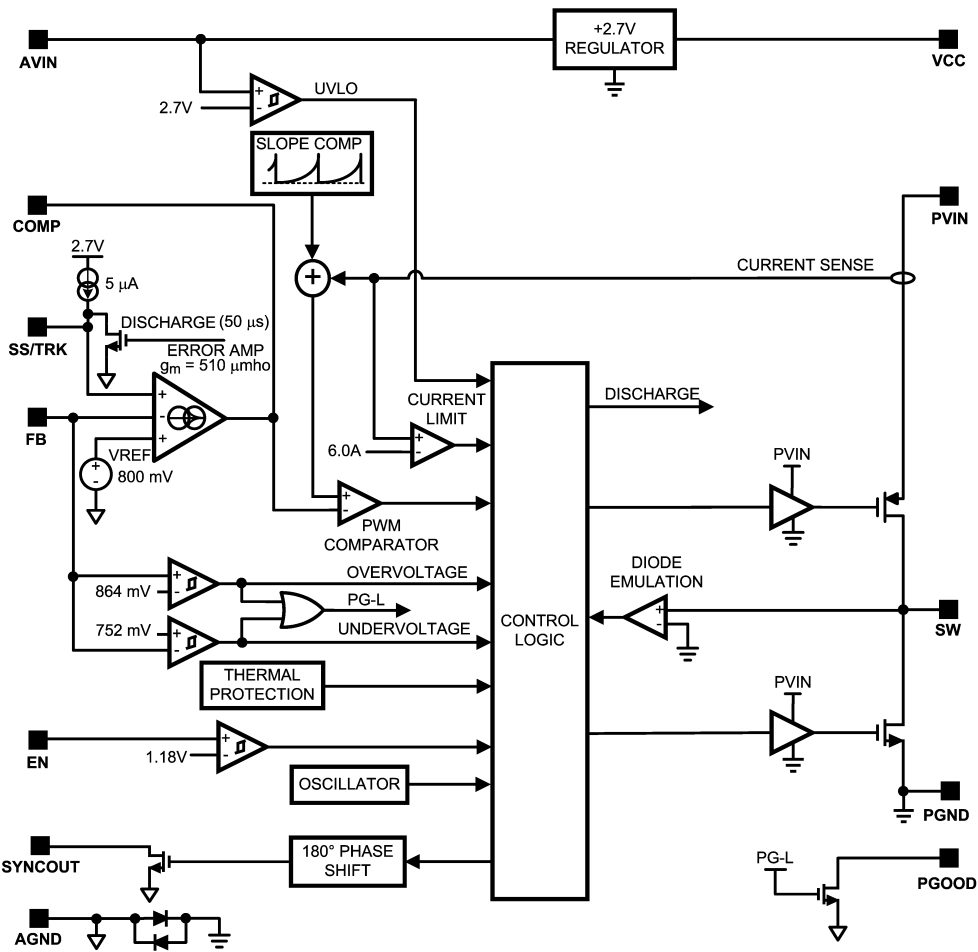 +2.7V
REGULATOR
AVIN
VCC
UVLO
+
-
2.7V
SLOPE COMP
COMP
PVIN
2.7V
5 μA
+
CURRENT SENSE
DISCHARGE (50 μs)
SS/TRK
ERROR AMP
gm = 510 μmho
FB
+
-
+
VREF
800 mV
+
-
CURRENT
LIMIT
+
-
6.0A
DISCHARGE
PVIN
+
-
PWM
COMPARATOR
OVERVOLTAGE
+
-
864 mV
PG-L
752 mV
+
-
UNDERVOLTAGE
DIODE
EMULATION
+
-
CONTROL
LOGIC
SW
THERMAL
PROTECTION
PVIN
EN
+
-
1.18V
OSCILLATOR
PGND
SYNCOUT
180° PHASE
SHIFT
PG-L
PGOOD
AGND